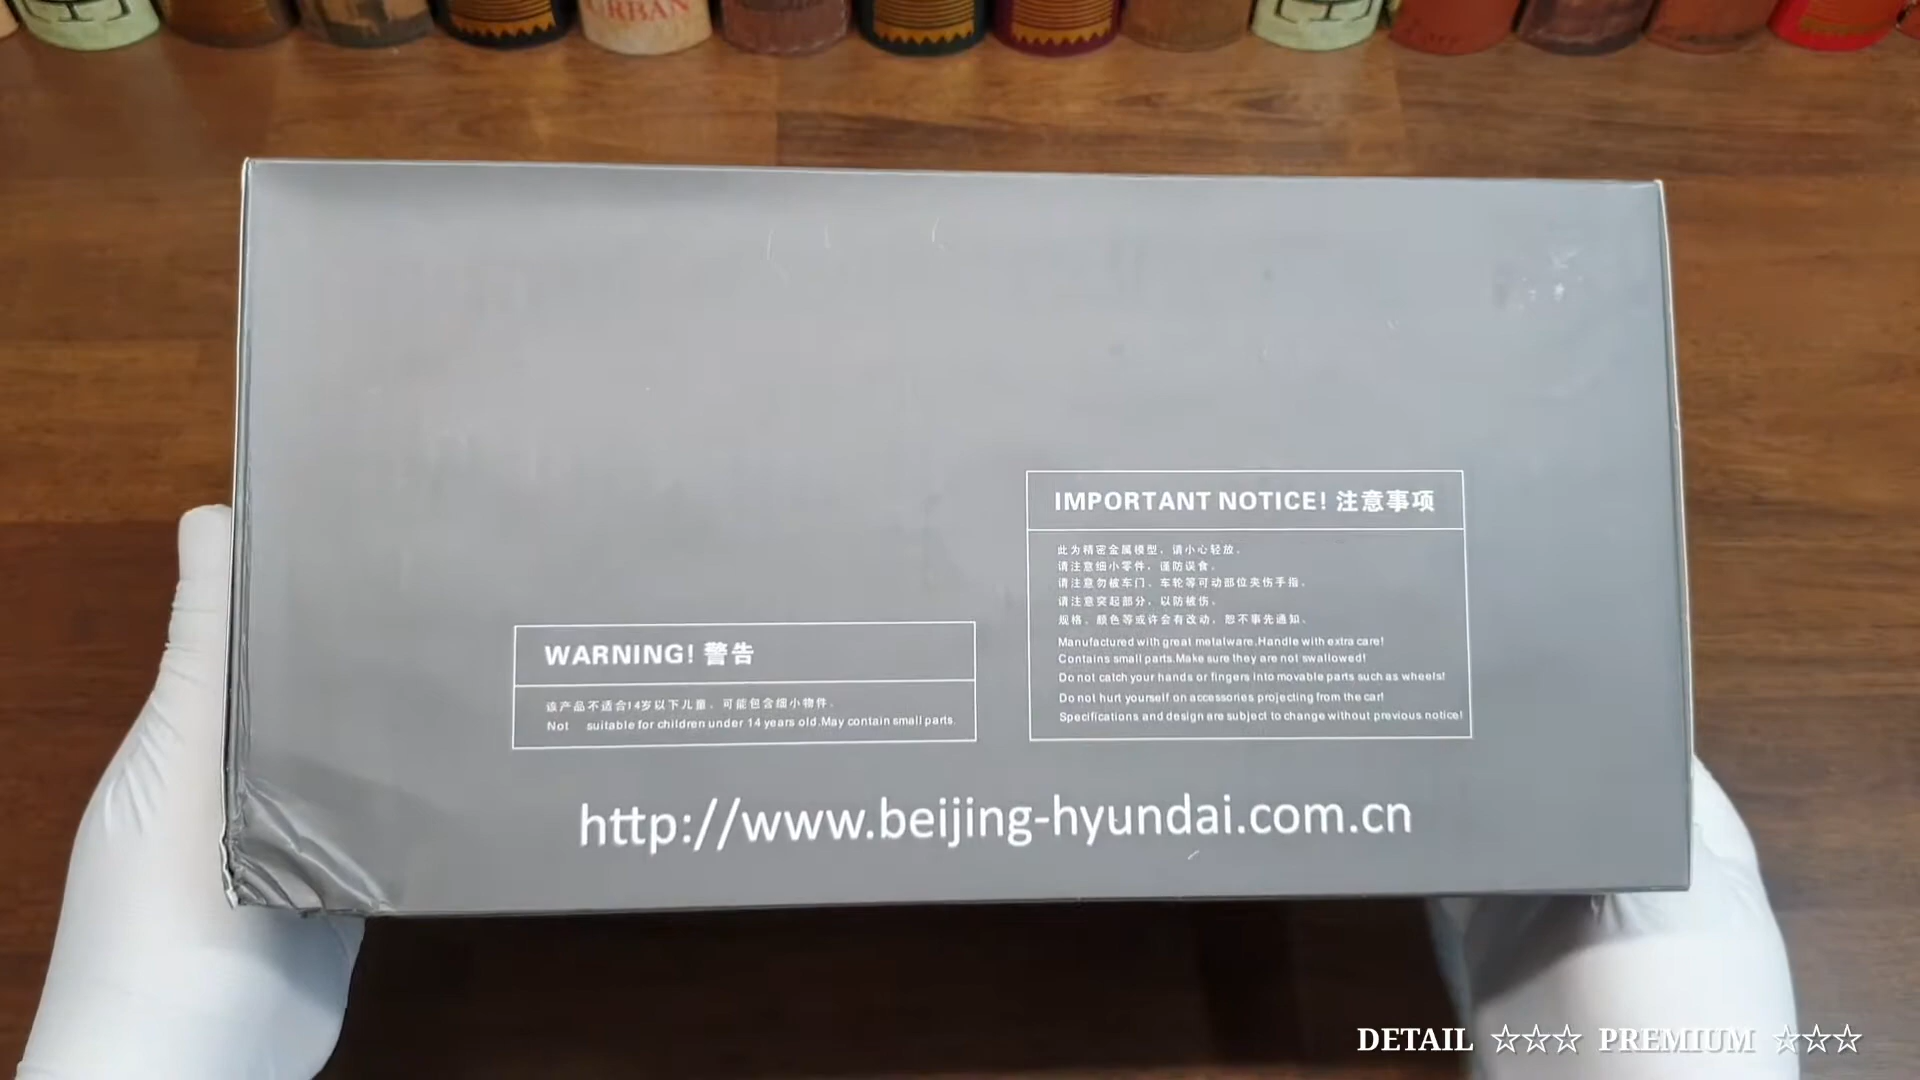 URBAN
IMPORTANT NOTICE! 注意事项
此为精密金属模型，请小心轻放。
请注意细小零件，谨防误食。
请注意勿被车门、车轮等可动部位夹伤手指。
请注意突起部分，以防被伤。
规格、颜色等或许会有改动，恕不事先通知。
Manufactured with great metalware.Handle with extra care!
Contains small parts.Make sure they are not swallowed!
Do not catch your hands or fingers into movable parts such as wheels!
Do not hurt yourself on accessories projecting from the car!
Specifications and design are subject to change without previous notice!
WARNING! 警告
该产品不适合14岁以下儿童，可能包含细小物件。
Not suitable for children under 14 years old.May contain small parts.
http://www.beijing-hyundai.com.cn
DETAIL ☆☆☆ PREMIUM ☆☆☆